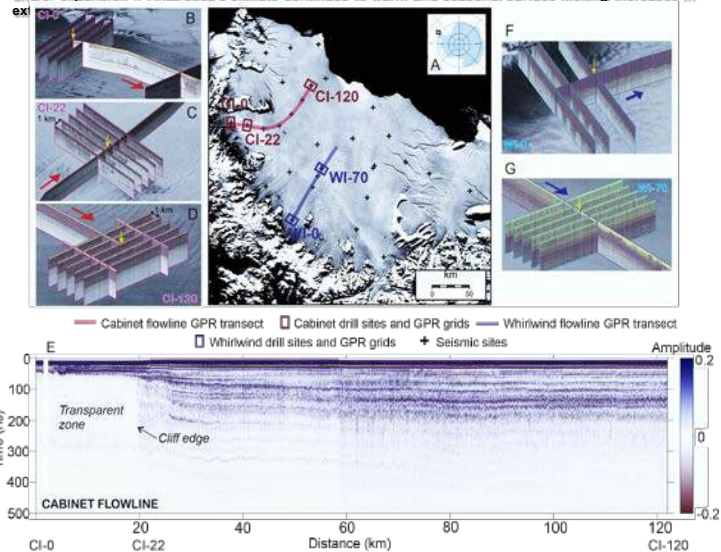 ext
CI-0
B
A
CI-120
CI-0
CI-22
WI-70
WI-0
km
0 50
CI-22
1 km
C
1 km
D
CI-120
F
WI-0
G
WI-70
Cabinet flowline GPR transect Cabinet drill sites and GPR grids Whirlwind flowline GPR transect
Whirlwind drill sites and GPR grids + Seismic sites
E
Amplitude
0
100
200
300
400
500
Transparent
zone
Cliff edge
CABINET FLOWLINE
0.2
0
-0.2
0 20 40 60 80 100 120
CI-0 CI-22 Distance (km) CI-120